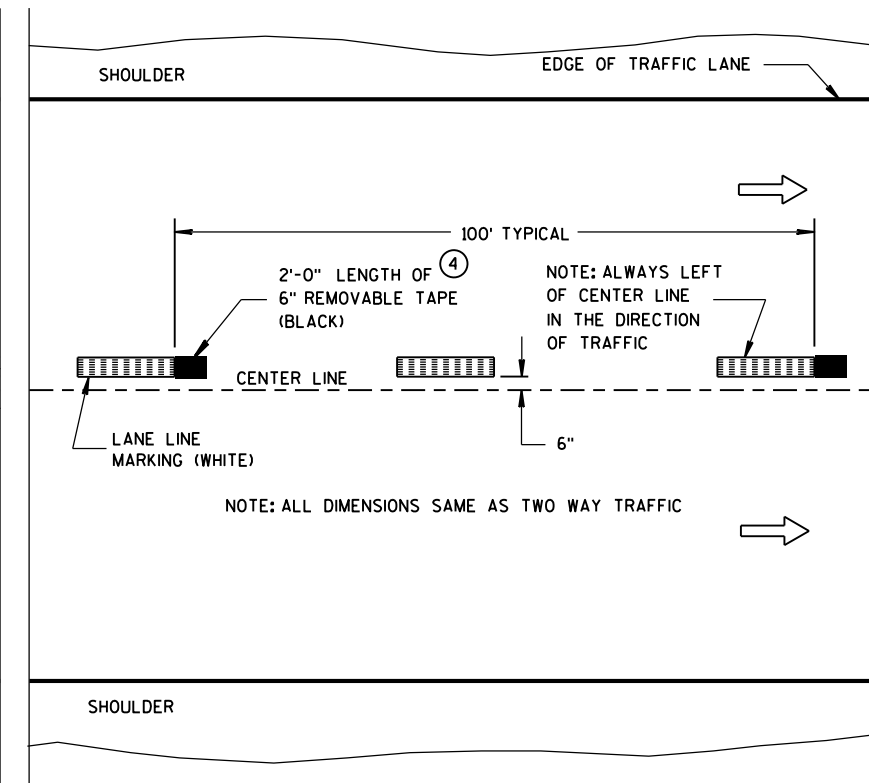 SHOULDER
EDGE OF TRAFFIC LANE
100' TYPICAL
2'-0" LENGTH OF 4
6" REMOVABLE TAPE
(BLACK)
NOTE: ALWAYS LEFT
OF CENTER LINE
IN THE DIRECTION
OF TRAFFIC
CENTER LINE
LANE LINE
MARKING (WHITE)
6"
NOTE: ALL DIMENSIONS SAME AS TWO WAY TRAFFIC
SHOULDER